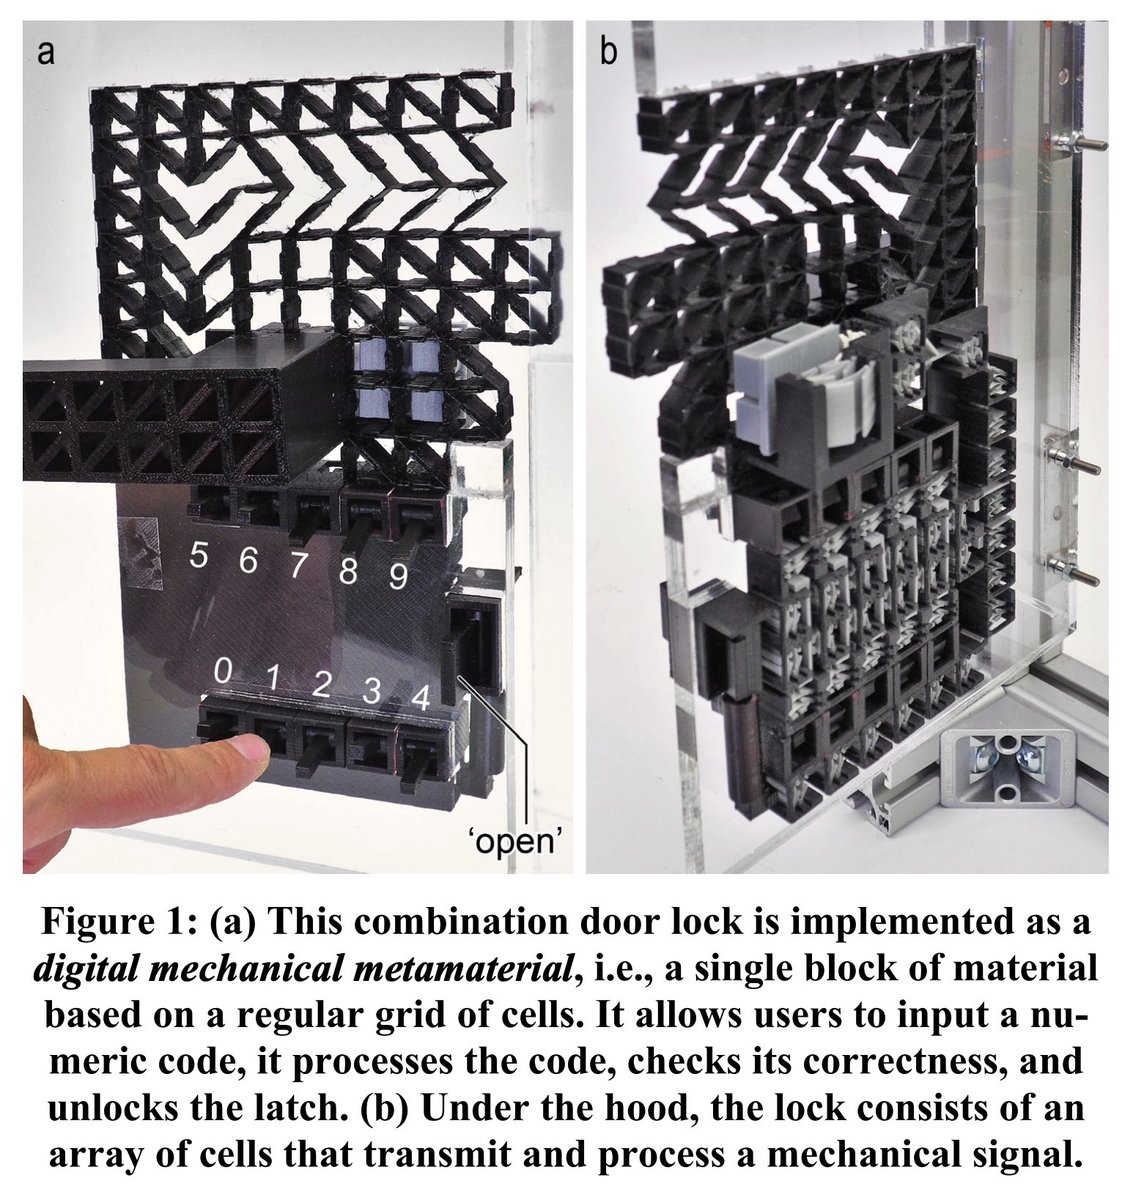 a
b
5 6 7 8 9
0 1 2 3 4
‘open’
Figure 1: (a) This combination door lock is implemented as a
digital mechanical metamaterial, i.e., a single block of material
based on a regular grid of cells. It allows users to input a nu-
meric code, it processes the code, checks its correctness, and
unlocks the latch. (b) Under the hood, the lock consists of an
array of cells that transmit and process a mechanical signal.